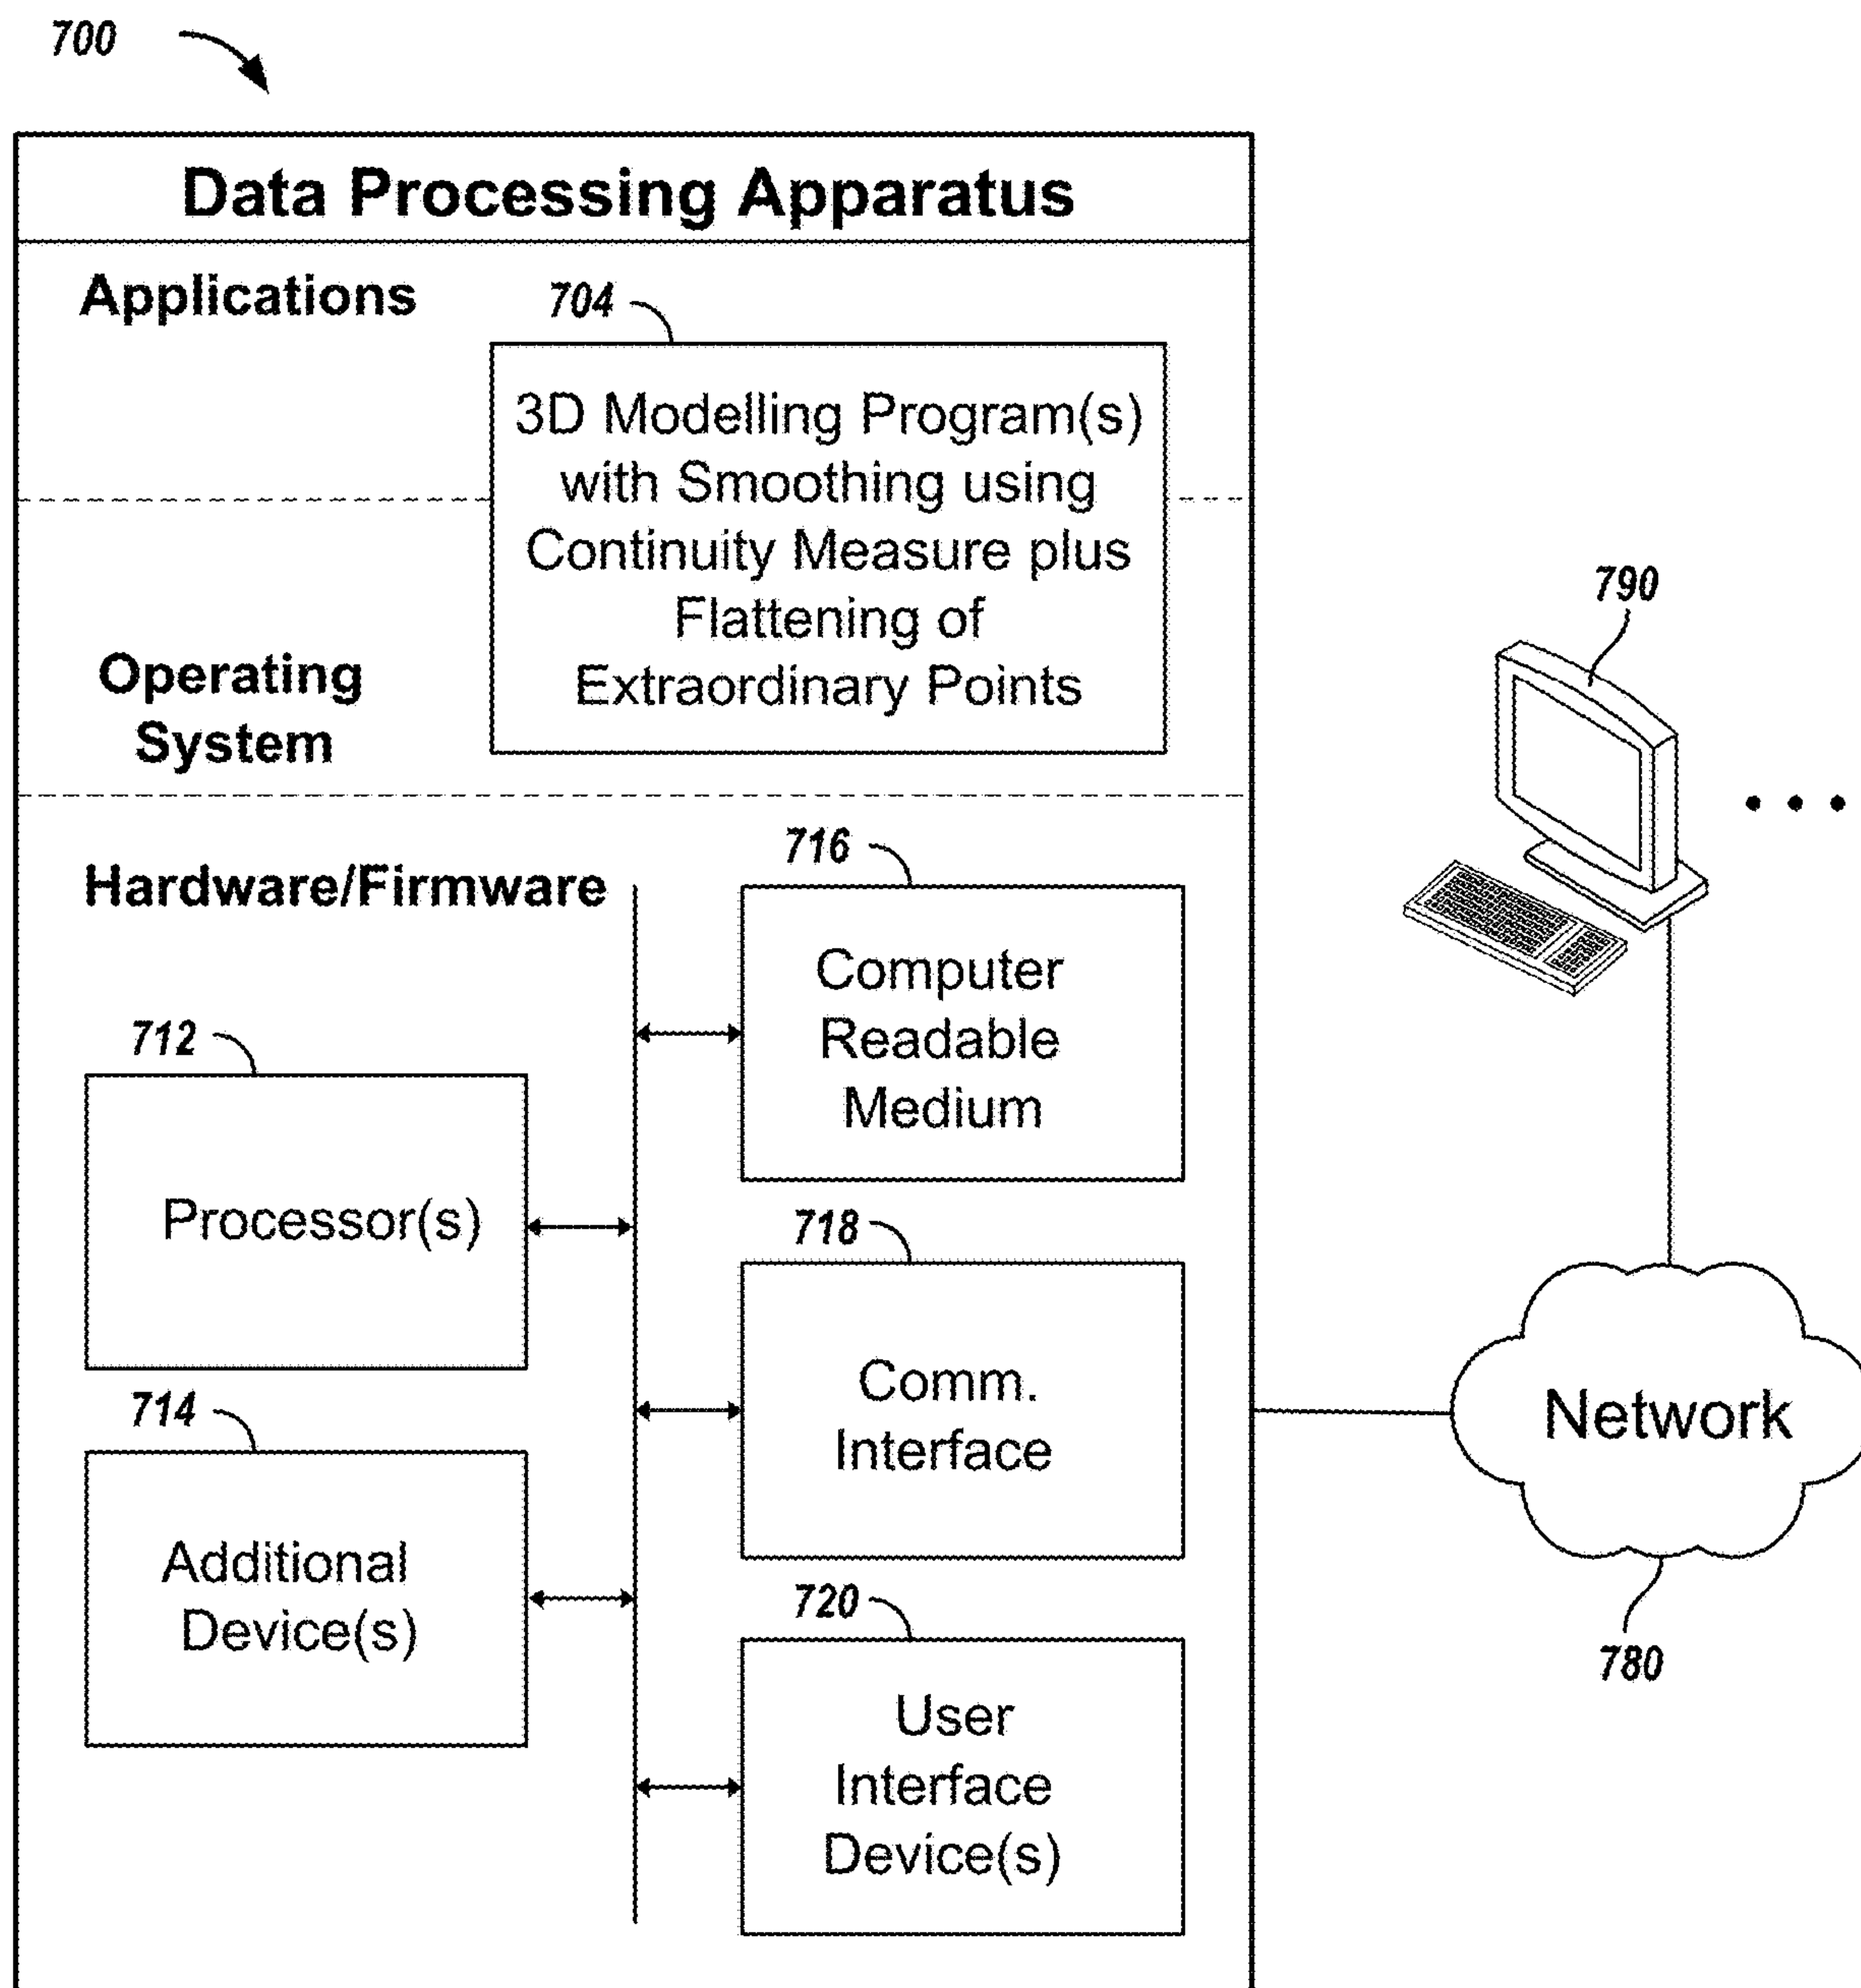 700
Data Processing Apparatus
Applications
704
3D Modelling Program(s)
with Smoothing using
Continuity Measure plus
Flattening of
Extraordinary Points
Operating
System
790
Hardware/Firmware
716
Computer
Readable
Medium
712
Processor(s)
718
Comm.
Interface
Network
780
714
Additional
Device(s)
720
User
Interface
Device(s)